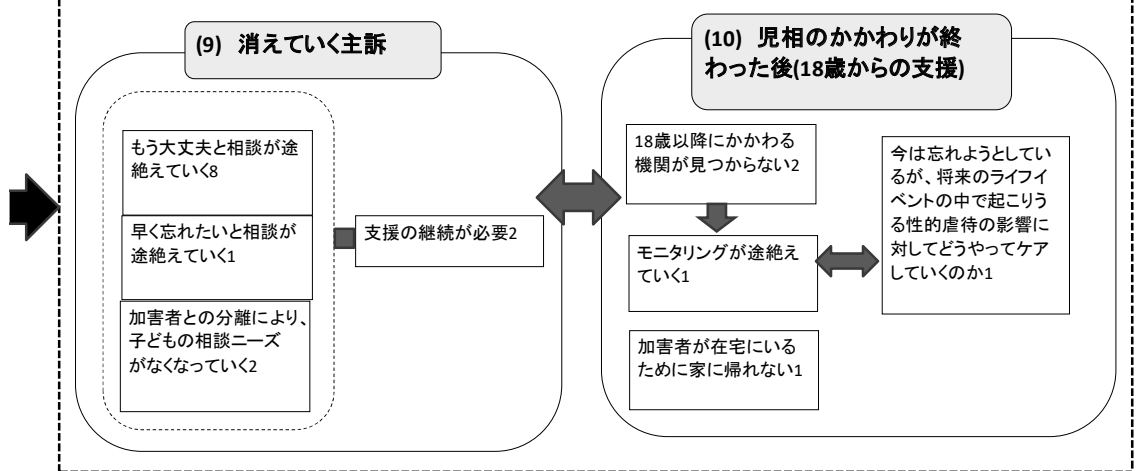 (9) 消えていく主訴
もう大丈夫と相談が途
絶えていく8
早く忘れたいと相談が
途絶えていく1
加害者との分離により、
子どもの相談ニーズ
がなくなっていく2
支援の継続が必要2
(10) 児相のかかわりが終
わった後(18歳からの支援)
18歳以降にかかわる
機関が見つからない2
モニタリングが途絶え
ていく1
加害者が在宅にいる
ために家に帰れない1
今は忘れようとしてい
るが、将来のライフイ
ベントの中で起こりう
る性的虐待の影響に
対してどうやってケア
していくのか1